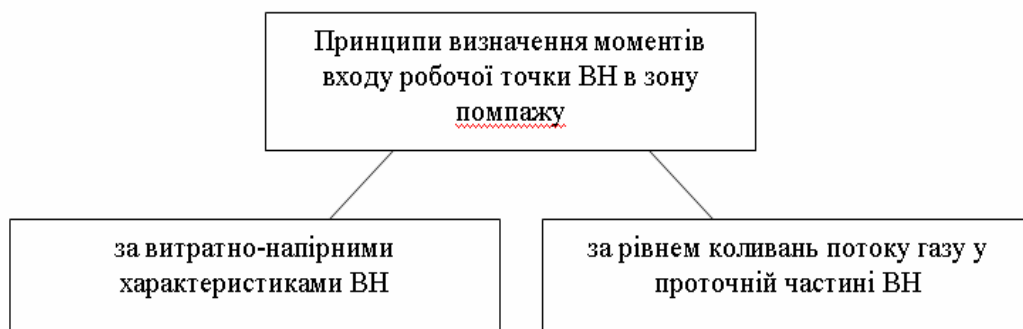 Принципи визначення моментів
входу робочої точки ВН в зону
помпажу
за витратно-напірними
характеристиками ВН
за рівнем коливань потоку газу у
проточній частині ВН